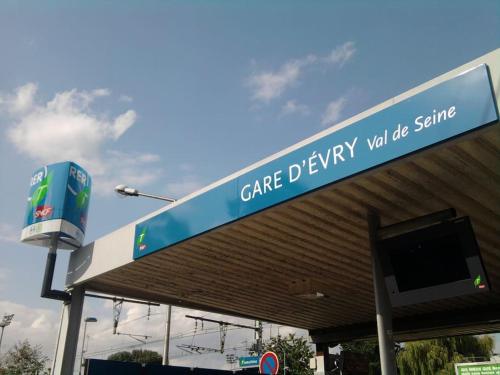 GARE D'ÉVRY Val de Seine
RER
RER
SNCF